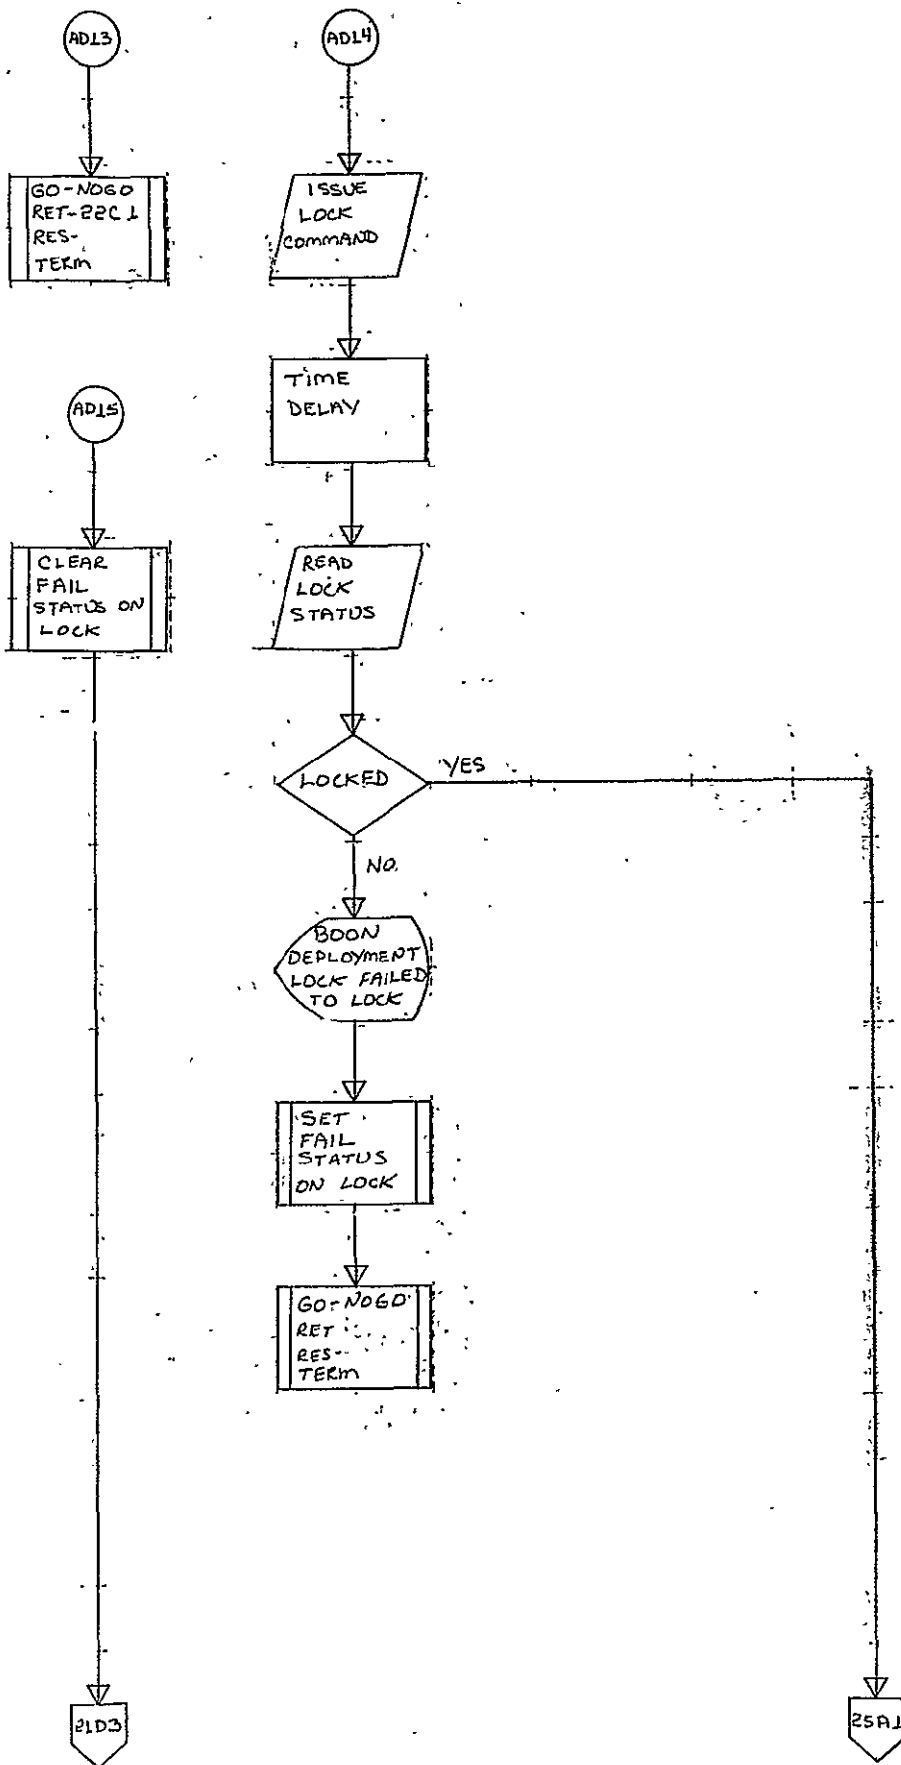 AD13
GO-NOGO
RET-22C1
RES-
TERM
AD15
CLEAR
FAIL
STATUS ON
LOCK
21D3
AD14
ISSUE
LOCK
COMMAND
TIME
DELAY
READ
LOCK
STATUS
LOCKED
YES
NO.
BOON
DEPLOYMENT
LOCK FAILED
TO LOCK
SET
FAIL
STATUS
ON LOCK
GO-NOGO
RET
RES-
TERM
25A1